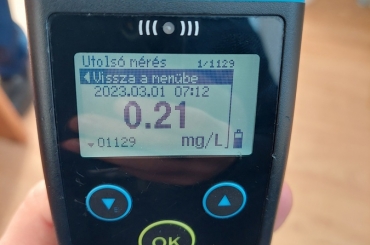 Utolsó mérés 1/1129
Vissza a menübe
2023.03.01 07:12
0.21
01129 mg/L
OK